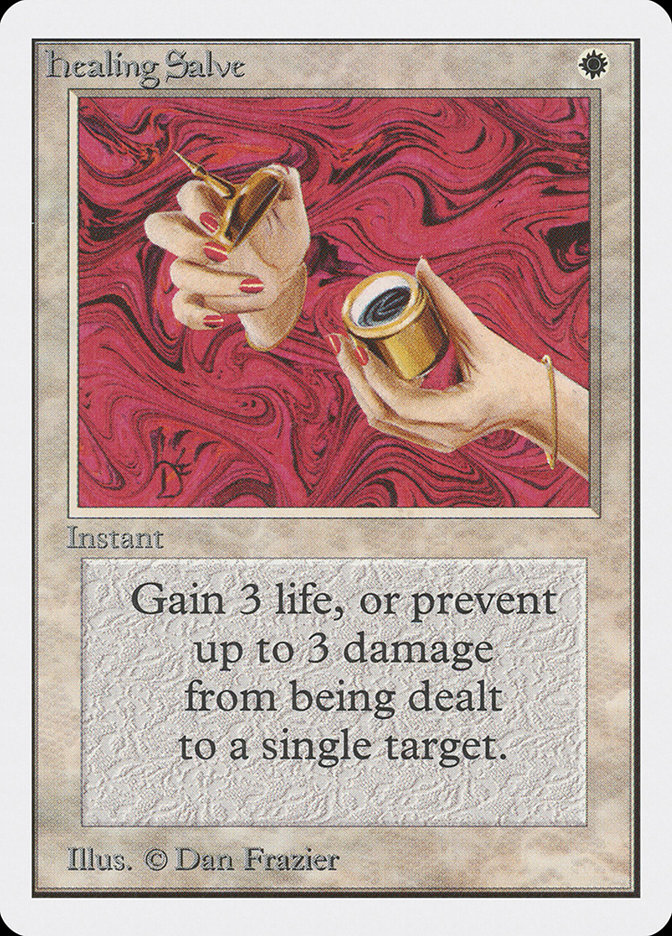 Healing Salve
Instant
Gain 3 life, or prevent
up to 3 damage
from being dealt
to a single target.
Illus. © Dan Frazier